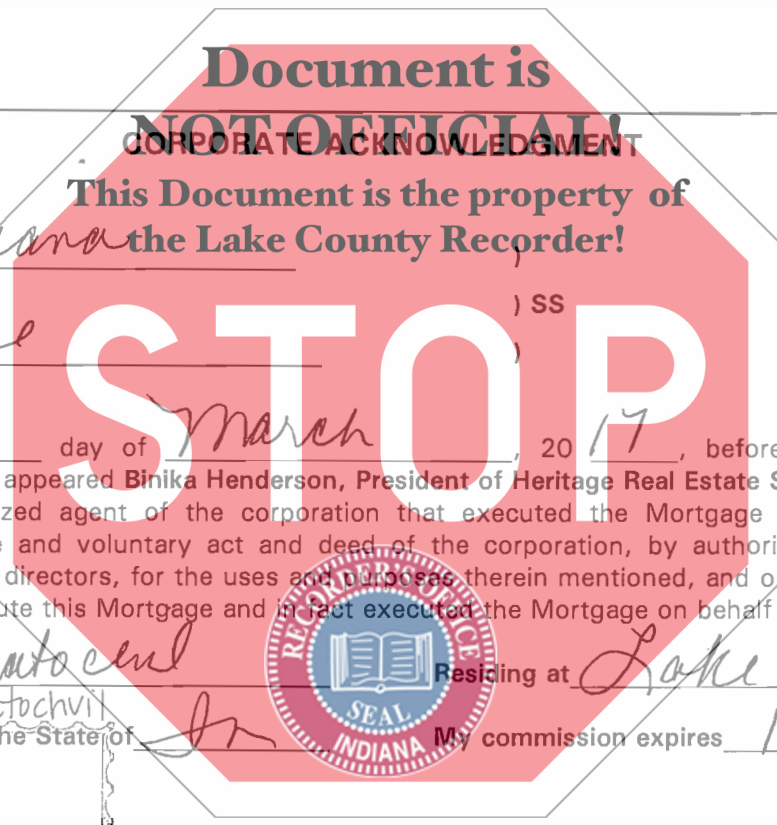 Document is
NOT OFFICIAL!
CORPORATE ACKNOWLEDGMENT
This Document is the property of
the Lake County Recorder!
)
) SS
)
STOP
day of March, 20 17, before
appeared Binika Henderson, President of Heritage Real Estate S
zed agent of the corporation that executed the Mortgage
and voluntary act and deed of the corporation, by authori
directors, for the uses and purposes therein mentioned, and o
ute this Mortgage and in fact executed the Mortgage on behalf
Residing at Lake
tochvil
he State of In My commission expires
RECORDER'S OFFICE
SEAL
INDIANA